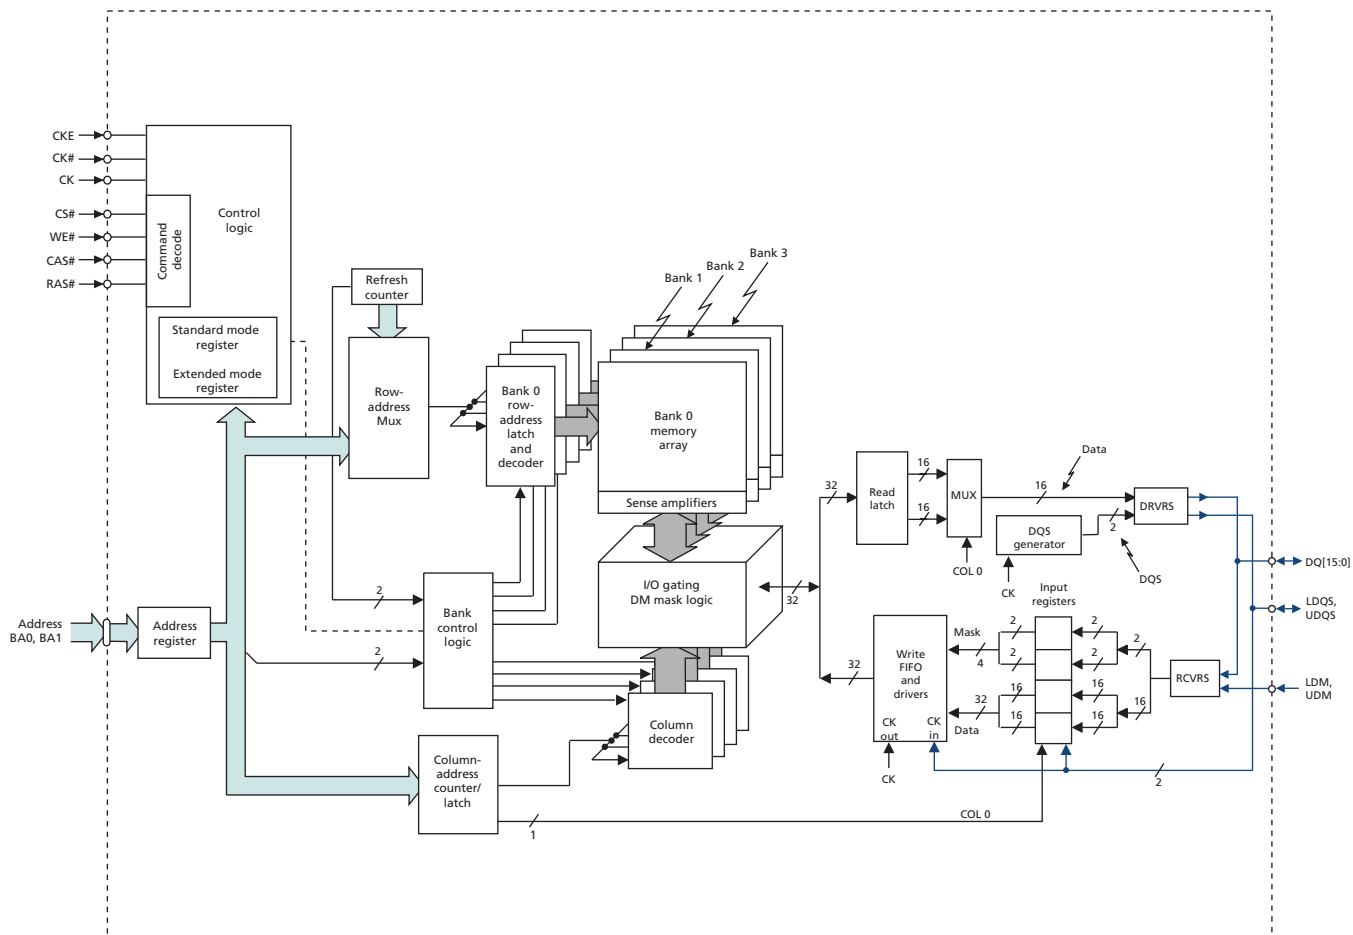 CKE
CK#
CK
CS#
WE#
CAS#
RAS#
Control
logic
Command
decode
Standard mode
register
Extended mode
register
Refresh
counter
Row-
address
Mux
Bank 0
row-
address
latch
and
decoder
Bank 1
Bank 2
Bank 3
Bank 0
memory
array
Sense amplifiers
I/O gating
DM mask logic
32
32
Read
latch
16
16
MUX
COL 0
16
Data
DQS
generator
CK
2
DQS
DRVRS
DQ[15:0]
LDQS,
UDQS
LDM,
UDM
Address
BA0, BA1
Address
register
2
2
Bank
control
logic
Column
decoder
Column-
address
counter/
latch
1
COL 0
32
Write
FIFO
and
drivers
CK
out
CK
in
CK
Mask
4
32
Data
Input
registers
2
2
16
16
2
2
16
16
2
16
RCVRS
2